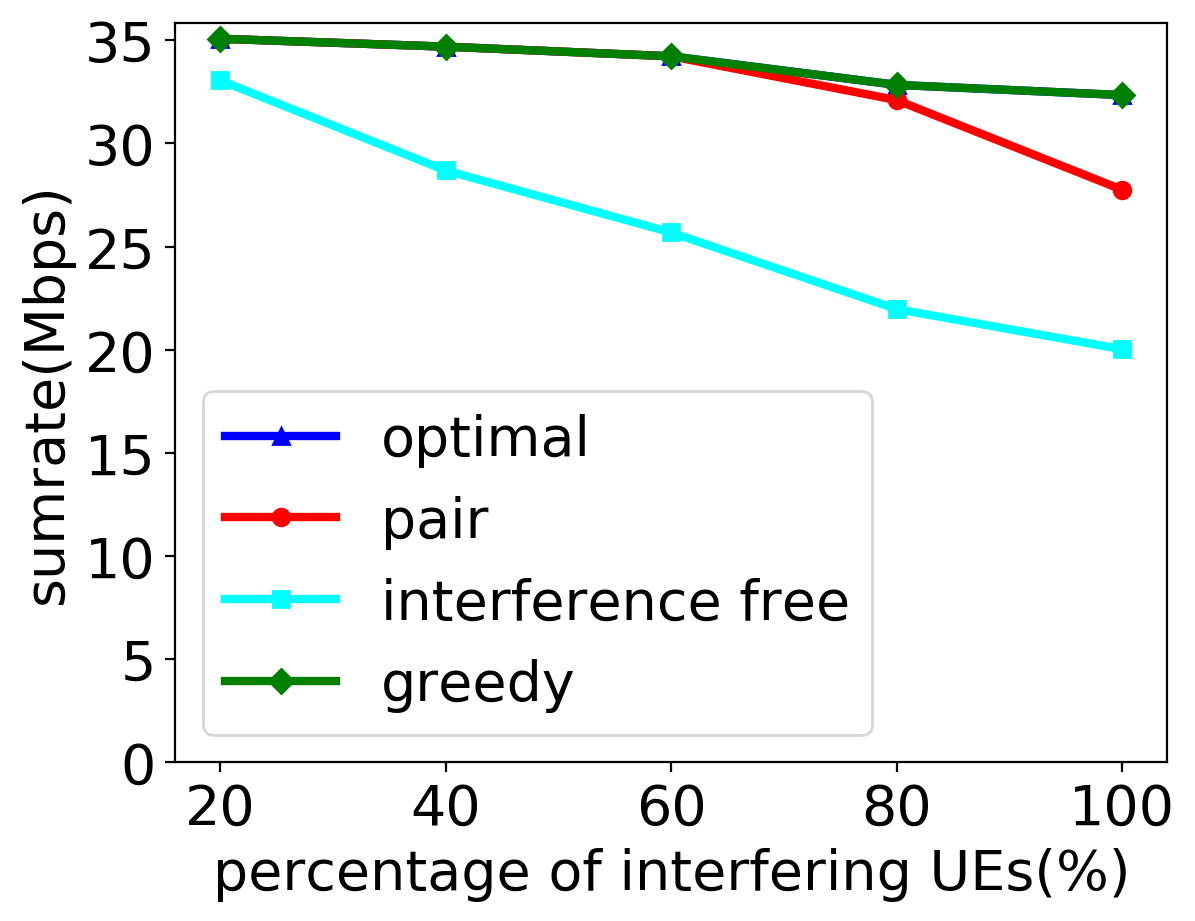 sumrate(Mbps)
35
30
25
20
15
10
5
0
optimal
pair
interference free
greedy
20 40 60 80 100
percentage of interfering UEs(%)